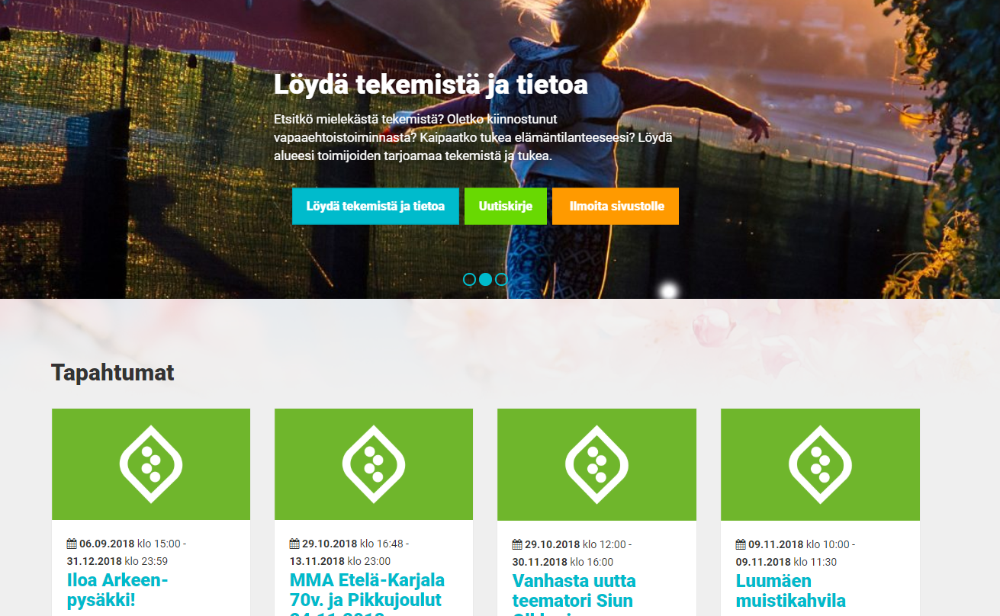 Löydä tekemistä ja tietoa
Etsitkö mielekästä tekemistä? Oletko kiinnostunut
vapaaehtoistoiminnasta? Kaipaatko tukea elämäntilanteeseesi? Löydä
alueesi toimijoiden tarjoamaa tekemistä ja tukea.
Löydä tekemistä ja tietoa
Uutiskirje
Ilmoita sivustolle
Tapahtumat
06.09.2018 klo 15:00 -
31.12.2018 klo 23:59
Iloa Arkeen-
pysäkki!
29.10.2018 klo 16:48 -
13.11.2018 klo 23:00
MMA Etelä-Karjala
70v. ja Pikkujoulut
29.10.2018 klo 12:00 -
30.11.2018 klo 16:00
Vanhasta uutta
teematori Siun
09.11.2018 klo 10:00 -
09.11.2018 klo 11:30
Luumäen
muistikahvila